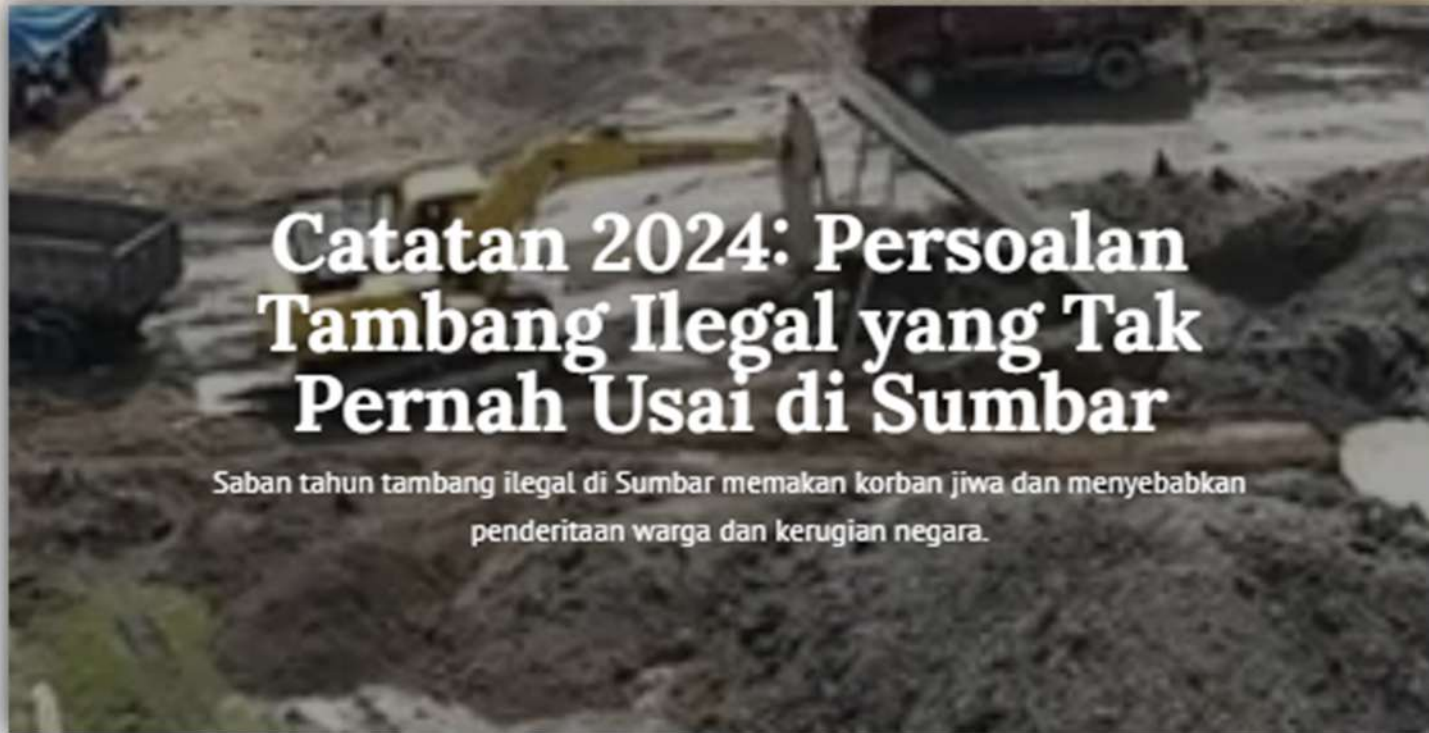 Catatan 2024: Persoalan
Tambang Ilegal yang Tak
Pernah Usai di Sumbar
Saban tahun tambang ilegal di Sumbar memakan korban jiwa dan menyebabkan
penderitaan warga dan kerugian negara.